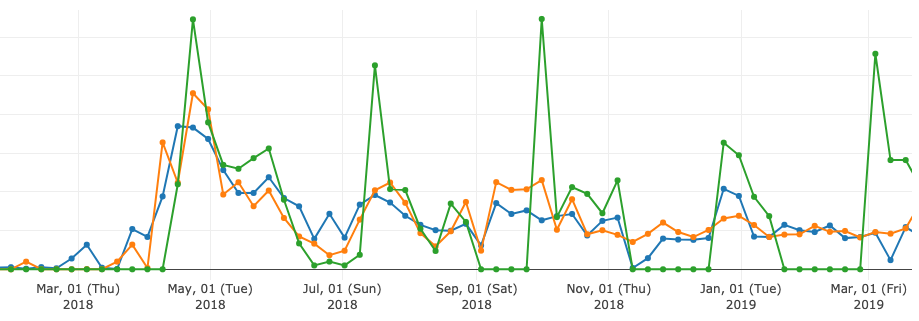 Mar, 01 (Thu) May, 01 (Tue) Jul, 01 (Sun) Sep, 01 (Sat) Nov, 01 (Thu) Jan, 01 (Tue) Mar, 01 (Fri)
2018 2018 2018 2018 2018 2019 2019